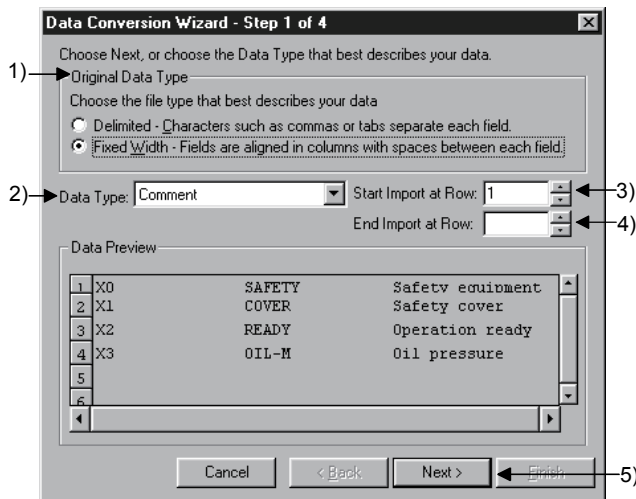 Data Conversion Wizard - Step 1 of 4
Choose Next, or choose the Data Type that best describes your data.
1)
Original Data Type
Choose the file type that best describes your data
Delimited - Characters such as commas or tabs separate each field.
Fixed Width - Fields are aligned in columns with spaces between each field.
2) Data Type: Comment Start Import at Row: 1 3)
End Import at Row: 4)
Data Preview
1 X0 SAFETY Safety equipment
2 X1 COVER Safety cover
3 X2 READY Operation ready
4 X3 OIL-M Oil pressure
5
6
Cancel < Back Next > Finish 5)